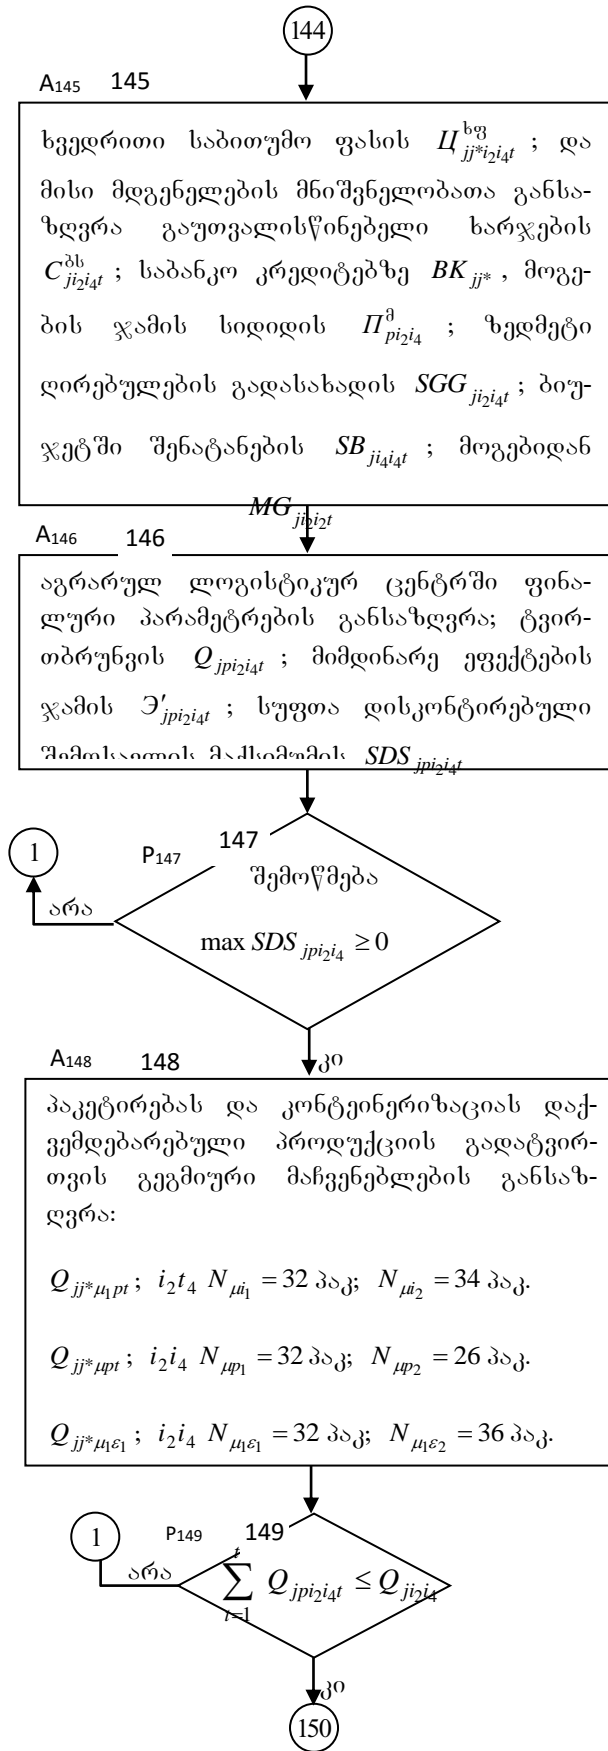 144
A145 145
ხვედრითი საბითუმო ფასის Ц^{ხფ}_{jj*i₂i₄t} ; და
მისი მდგენელების მნიშვნელობათა განსა-
ზღვრა გაუთვალისწინებელი ხარჯების
C^{ბს}_{ji₂i₄t} ; საბანკო კრედიტებზე BK_{jj*} , მოგე-
ბის ჯამის სიდიდის П^{მ}_{pi₂i₄} ; ზედმეტი
ღირებულების გადასახადის SGG_{ji₂i₄t} ; ბიუ-
ჯეტში შენატანების SB_{ji₄i₄t} ; მოგებიდან
MG_{ji₂i₂t}
A146 146
აგრარულ ლოგისტიკურ ცენტრში ფინა-
ლური პარამეტრების განსაზღვრა; ტვირ-
თბრუნვის Q_{jpi₂i₄t} ; მიმდინარე ეფექტების
ჯამის Э′_{jpi₂i₄t} ; სუფთა დისკონტირებული
შემოსავლის მაქსიმუმის SDS_{jpi₂i₄t}
P147 147
1
შემოწმება
არა
max SDS_{jpi₂i₄} ≥ 0
კი
A148 148
პაკეტირებას და კონტეინერიზაციას დაქ-
ვემდებარებული პროდუქციის გადატვირ-
თვის გეგმიური მაჩვენებლების განსაზ-
ღვრა:
Q_{jj*μ₁pt} ; i₂t₄ N_{μi₁} = 32 პაკ; N_{μi₂} = 34 პაკ.
Q_{jj*μpt} ; i₂i₄ N_{μp₁} = 32 პაკ; N_{μp₂} = 26 პაკ.
Q_{jj*μ₁ε₁} ; i₂i₄ N_{μ₁ε₁} = 32 პაკ; N_{μ₁ε₂} = 36 პაკ.
P149 149
1
არა
∑_{t=1}^{t} Q_{jpi₂i₄t} ≤ Q_{ji₂i₄}
კი
150